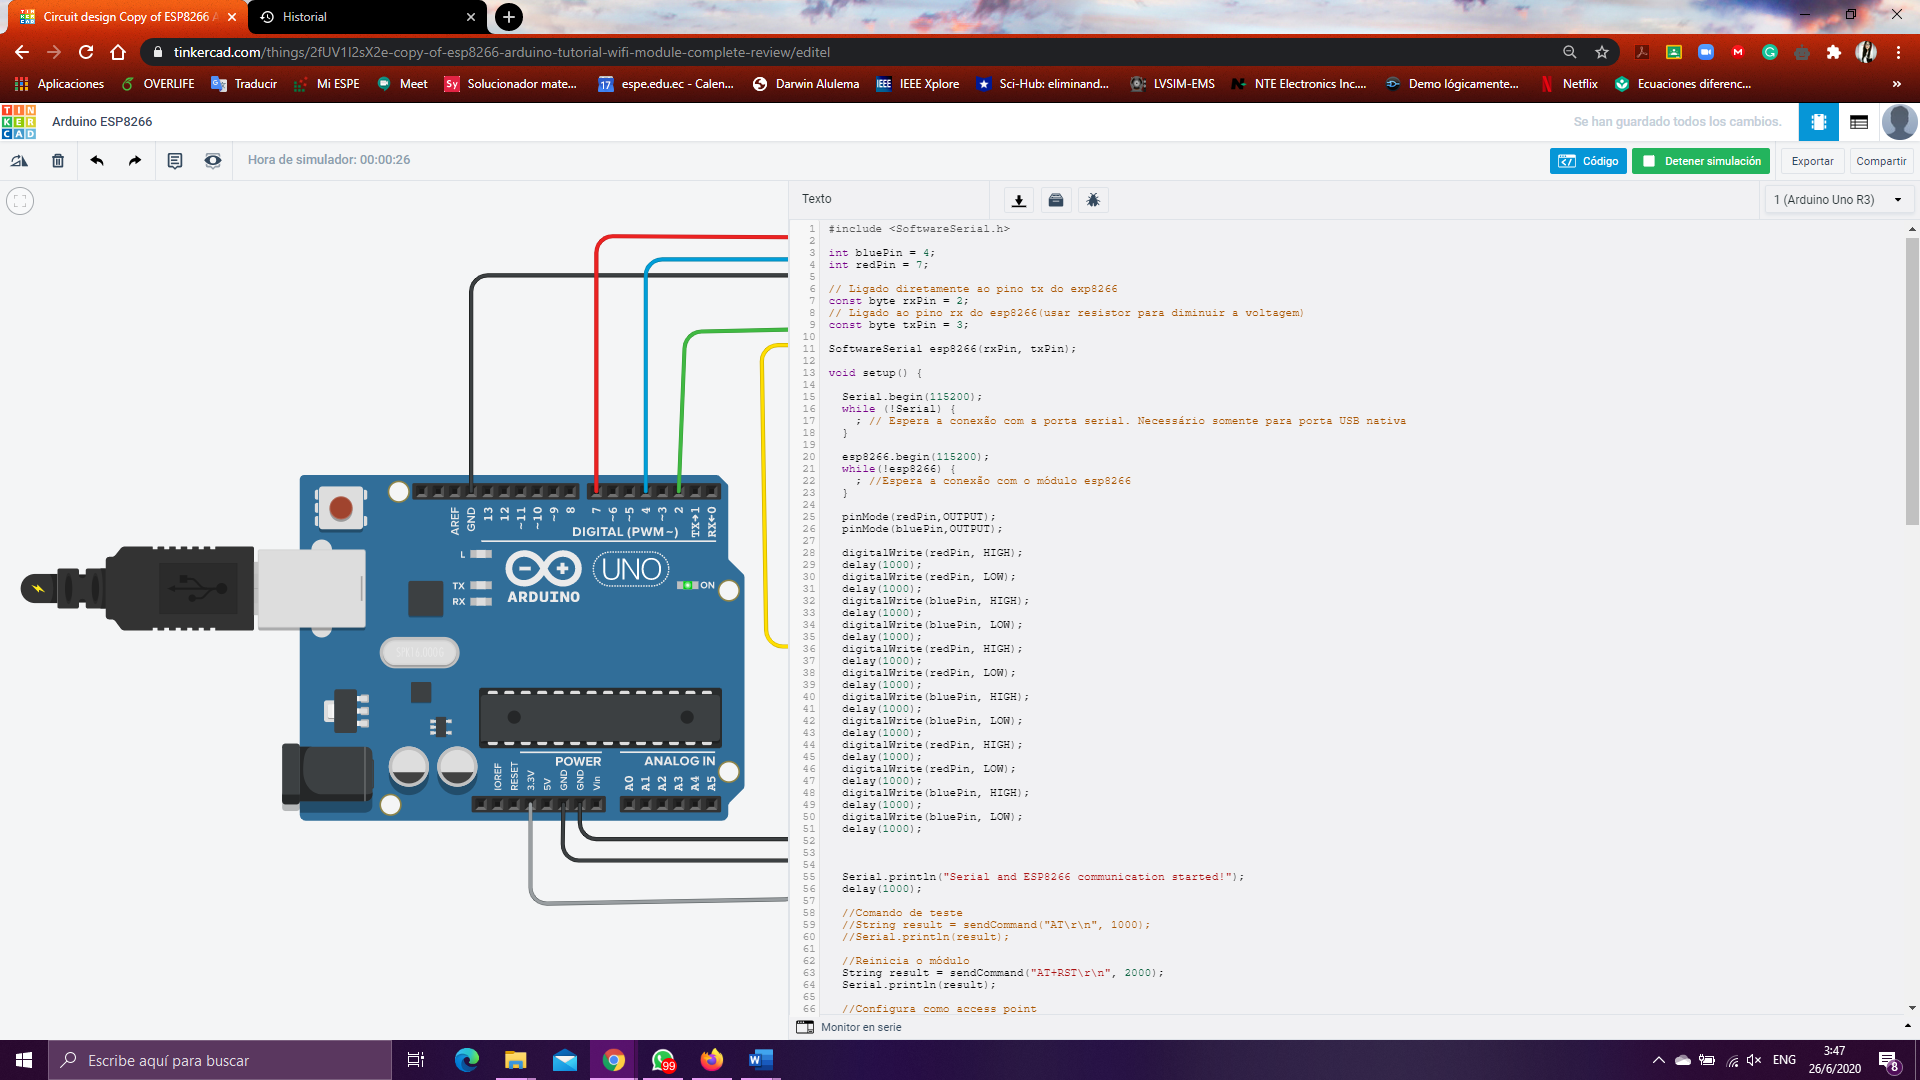 Circuit design Copy of ESP8266 A
Historial
tinkercad.com/things/2fUV1I2sX2e-copy-of-esp8266-arduino-tutorial-wifi-module-complete-review/editel
Aplicaciones
OVERLIFE
Traducir
Mi ESPE
Meet
Solucionador mate...
espe.edu.ec - Calen...
Darwin Alulema
IEEE Xplore
Sci-Hub: eliminand...
LVSIM-EMS
NTE Electronics Inc....
Demo lógicamente...
Netflix
Ecuaciones diferenc...
TINKERCAD
Arduino ESP8266
Se han guardado todos los cambios.
Hora de simulador: 00:00:26
Código
Detener simulación
Exportar
Compartir
Texto
1 (Arduino Uno R3)
1 #include <SoftwareSerial.h>
2
3 int bluePin = 4;
4 int redPin = 7;
5
6 // Ligado diretamente ao pino tx do exp8266
7 const byte rxPin = 2;
8 // Ligado ao pino rx do esp8266(usar resistor para diminuir a voltagem)
9 const byte txPin = 3;
10
11 SoftwareSerial esp8266(rxPin, txPin);
12
13 void setup() {
14
15 Serial.begin(115200);
16 while (!Serial) {
17 ; // Espera a conexão com a porta serial. Necessário somente para porta USB nativa
18 }
19
20 esp8266.begin(115200);
21 while(!esp8266) {
22 ; //Espera a conexão com o módulo esp8266
23 }
24
25 pinMode(redPin,OUTPUT);
26 pinMode(bluePin,OUTPUT);
27
28 digitalWrite(redPin, HIGH);
29 delay(1000);
30 digitalWrite(redPin, LOW);
31 delay(1000);
32 digitalWrite(bluePin, HIGH);
33 delay(1000);
34 digitalWrite(bluePin, LOW);
35 delay(1000);
36 digitalWrite(redPin, HIGH);
37 delay(1000);
38 digitalWrite(redPin, LOW);
39 delay(1000);
40 digitalWrite(bluePin, HIGH);
41 delay(1000);
42 digitalWrite(bluePin, LOW);
43 delay(1000);
44 digitalWrite(redPin, HIGH);
45 delay(1000);
46 digitalWrite(redPin, LOW);
47 delay(1000);
48 digitalWrite(bluePin, HIGH);
49 delay(1000);
50 digitalWrite(bluePin, LOW);
51 delay(1000);
52
53
54
55 Serial.println("Serial and ESP8266 communication started!");
56 delay(1000);
57
58 //Comando de teste
59 //String result = sendCommand("AT\r\n", 1000);
60 //Serial.println(result);
61
62 //Reinicia o módulo
63 String result = sendCommand("AT+RST\r\n", 2000);
64 Serial.println(result);
65
66 //Configura como access point
AREF
GND
13
12
~11
~10
~9
8
7
~6
~5
4
~3
2
TX→1
RX←0
DIGITAL (PWM~)
L
TX
RX
UNO
ARDUINO
ON
POWER
ANALOG IN
IOREF
RESET
3.3V
5V
GND
GND
Vin
A0
A1
A2
A3
A4
A5
Monitor en serie
Escribe aquí para buscar
99
ENG
3:47
26/6/2020
8